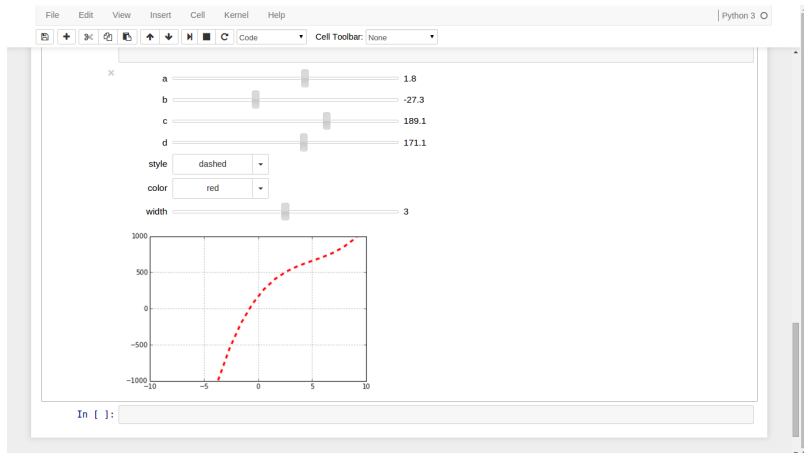 File Edit View Insert Cell Kernel Help Python 3
Code Cell Toolbar: None
a 1.8
b -27.3
c 189.1
d 171.1
style dashed
color red
width 3
1000
500
0
−500
−1000
−10 −5 0 5 10
In [ ]: